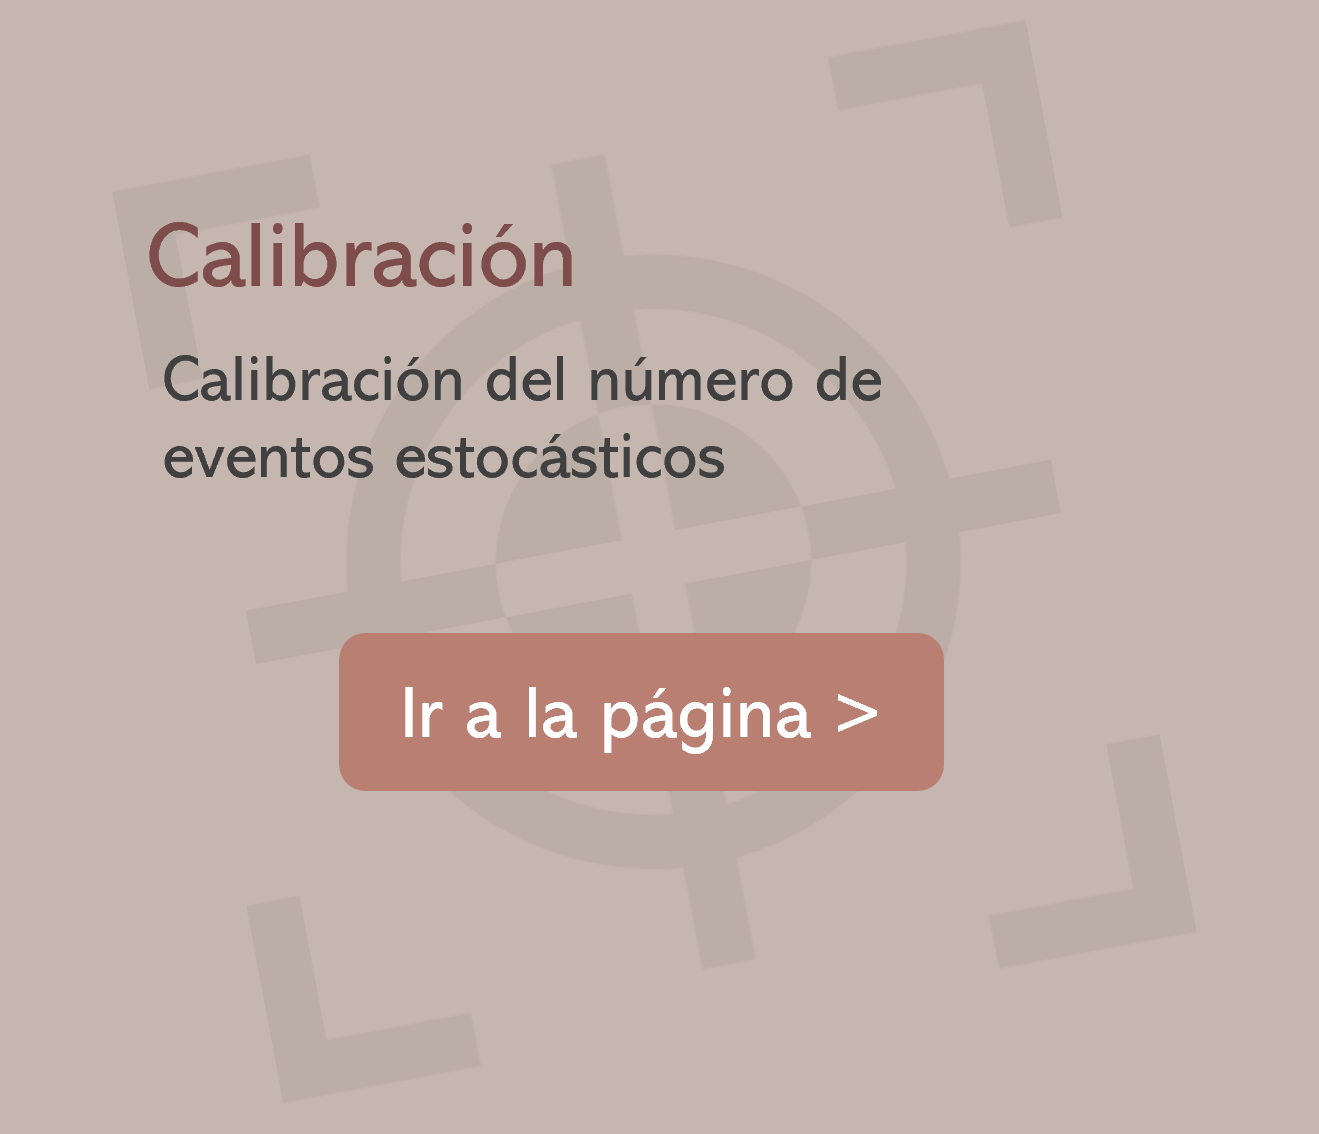 Calibración
Calibración del número de
eventos estocásticos
Ir a la página >